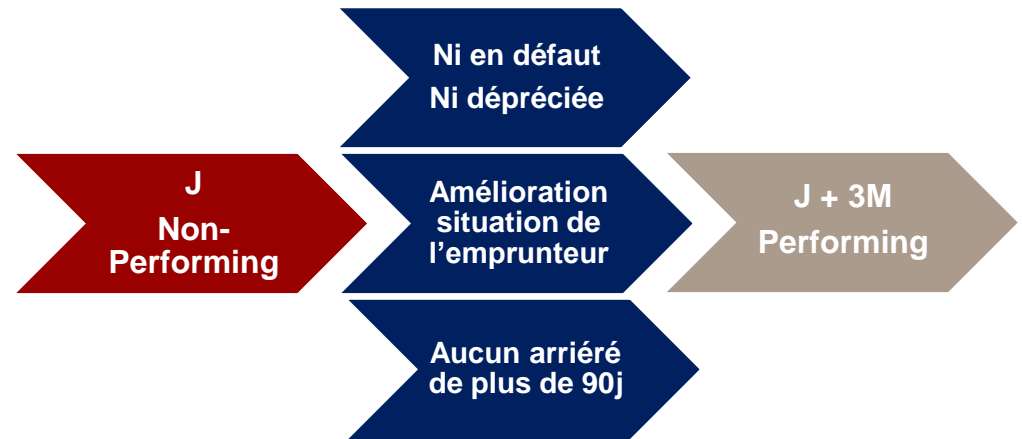 J
Non-
Performing
Ni en défaut
Ni dépréciée
Amélioration
situation de
l’emprunteur
Aucun arriéré
de plus de 90j
J + 3M
Performing